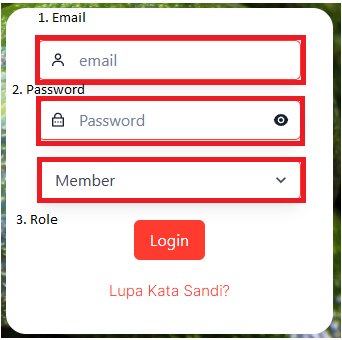 1. Email
email
2. Password
Password
Member
3. Role
Login
Lupa Kata Sandi?